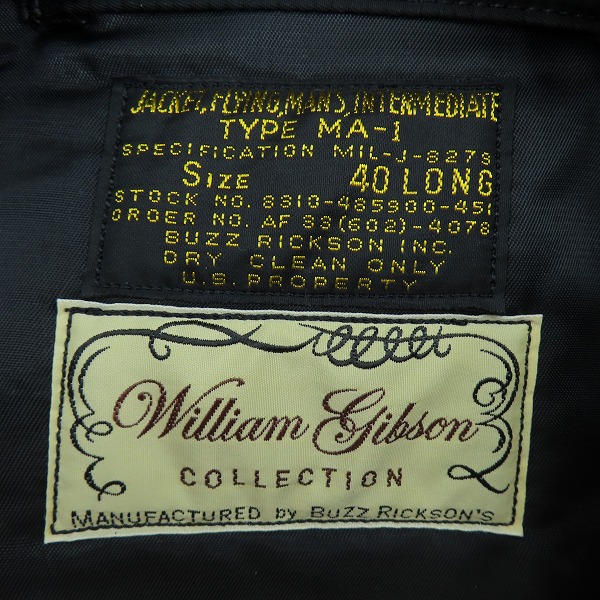 JACKET, FLYING, MAN'S, INTERMEDIATE
TYPE MA-1
SPECIFICATION MIL-J-8279
SIZE 40 LONG
STOCK NO. 8310-485900-451
ORDER NO. AF 33(602)-4078
BUZZ RICKSON INC.
DRY CLEAN ONLY
U.S. PROPERTY
William Gibson
COLLECTION
MANUFACTURED by BUZZ RICKSON'S